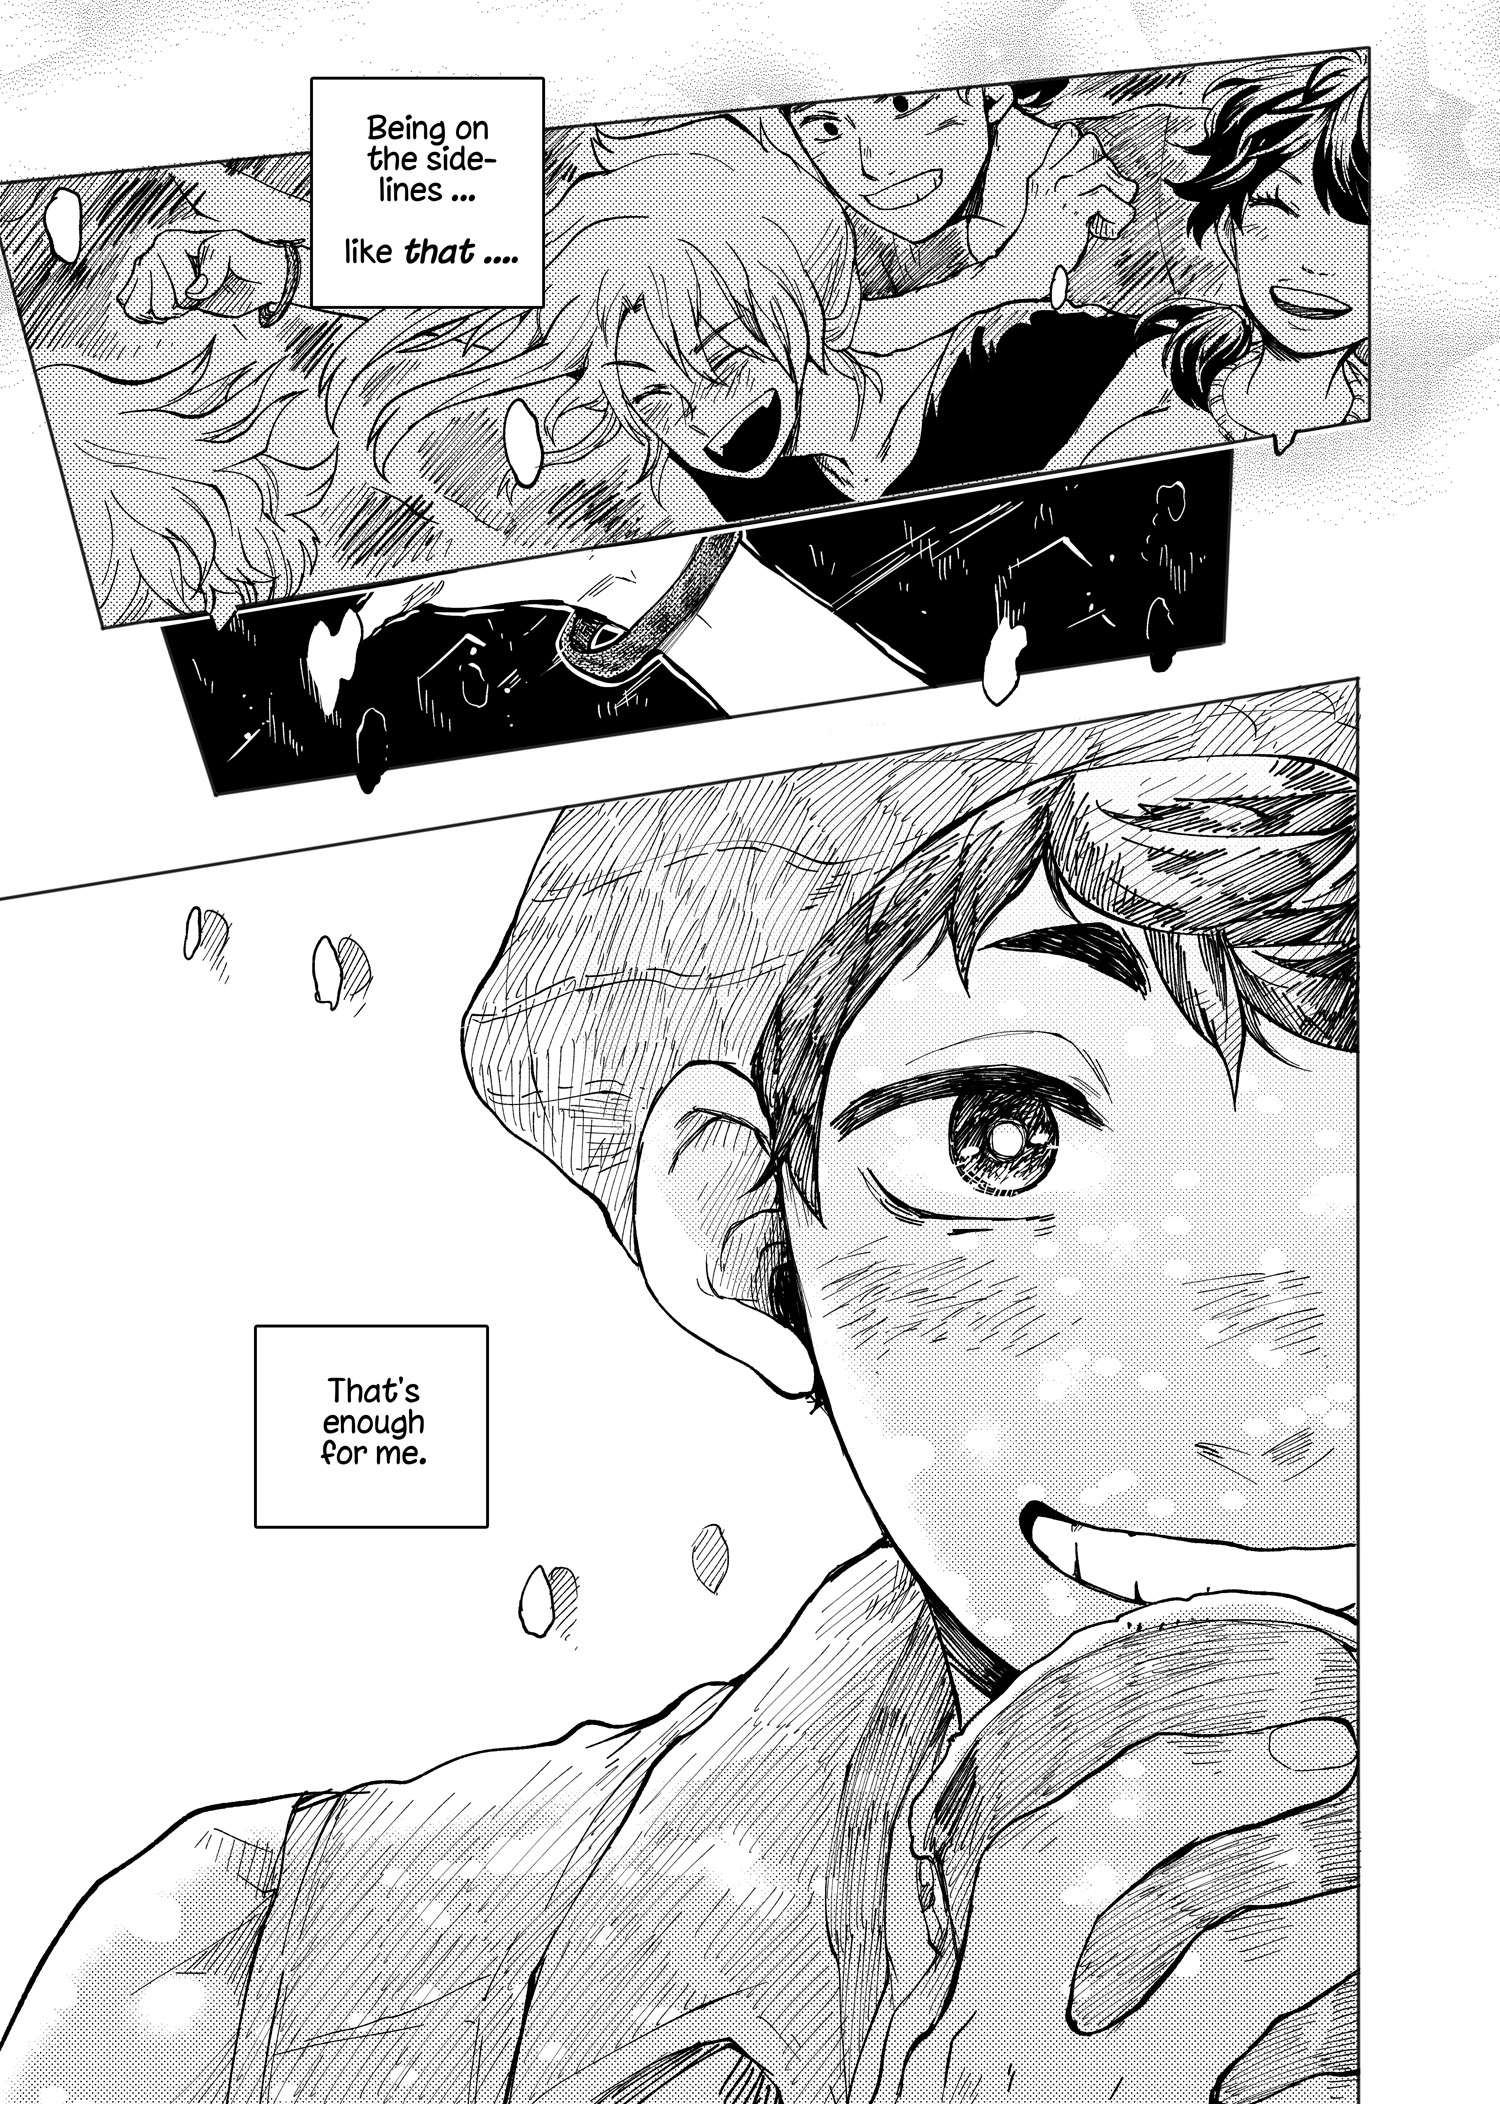 Being on
the side-
lines ...
like that ....
That's
enough
for me.